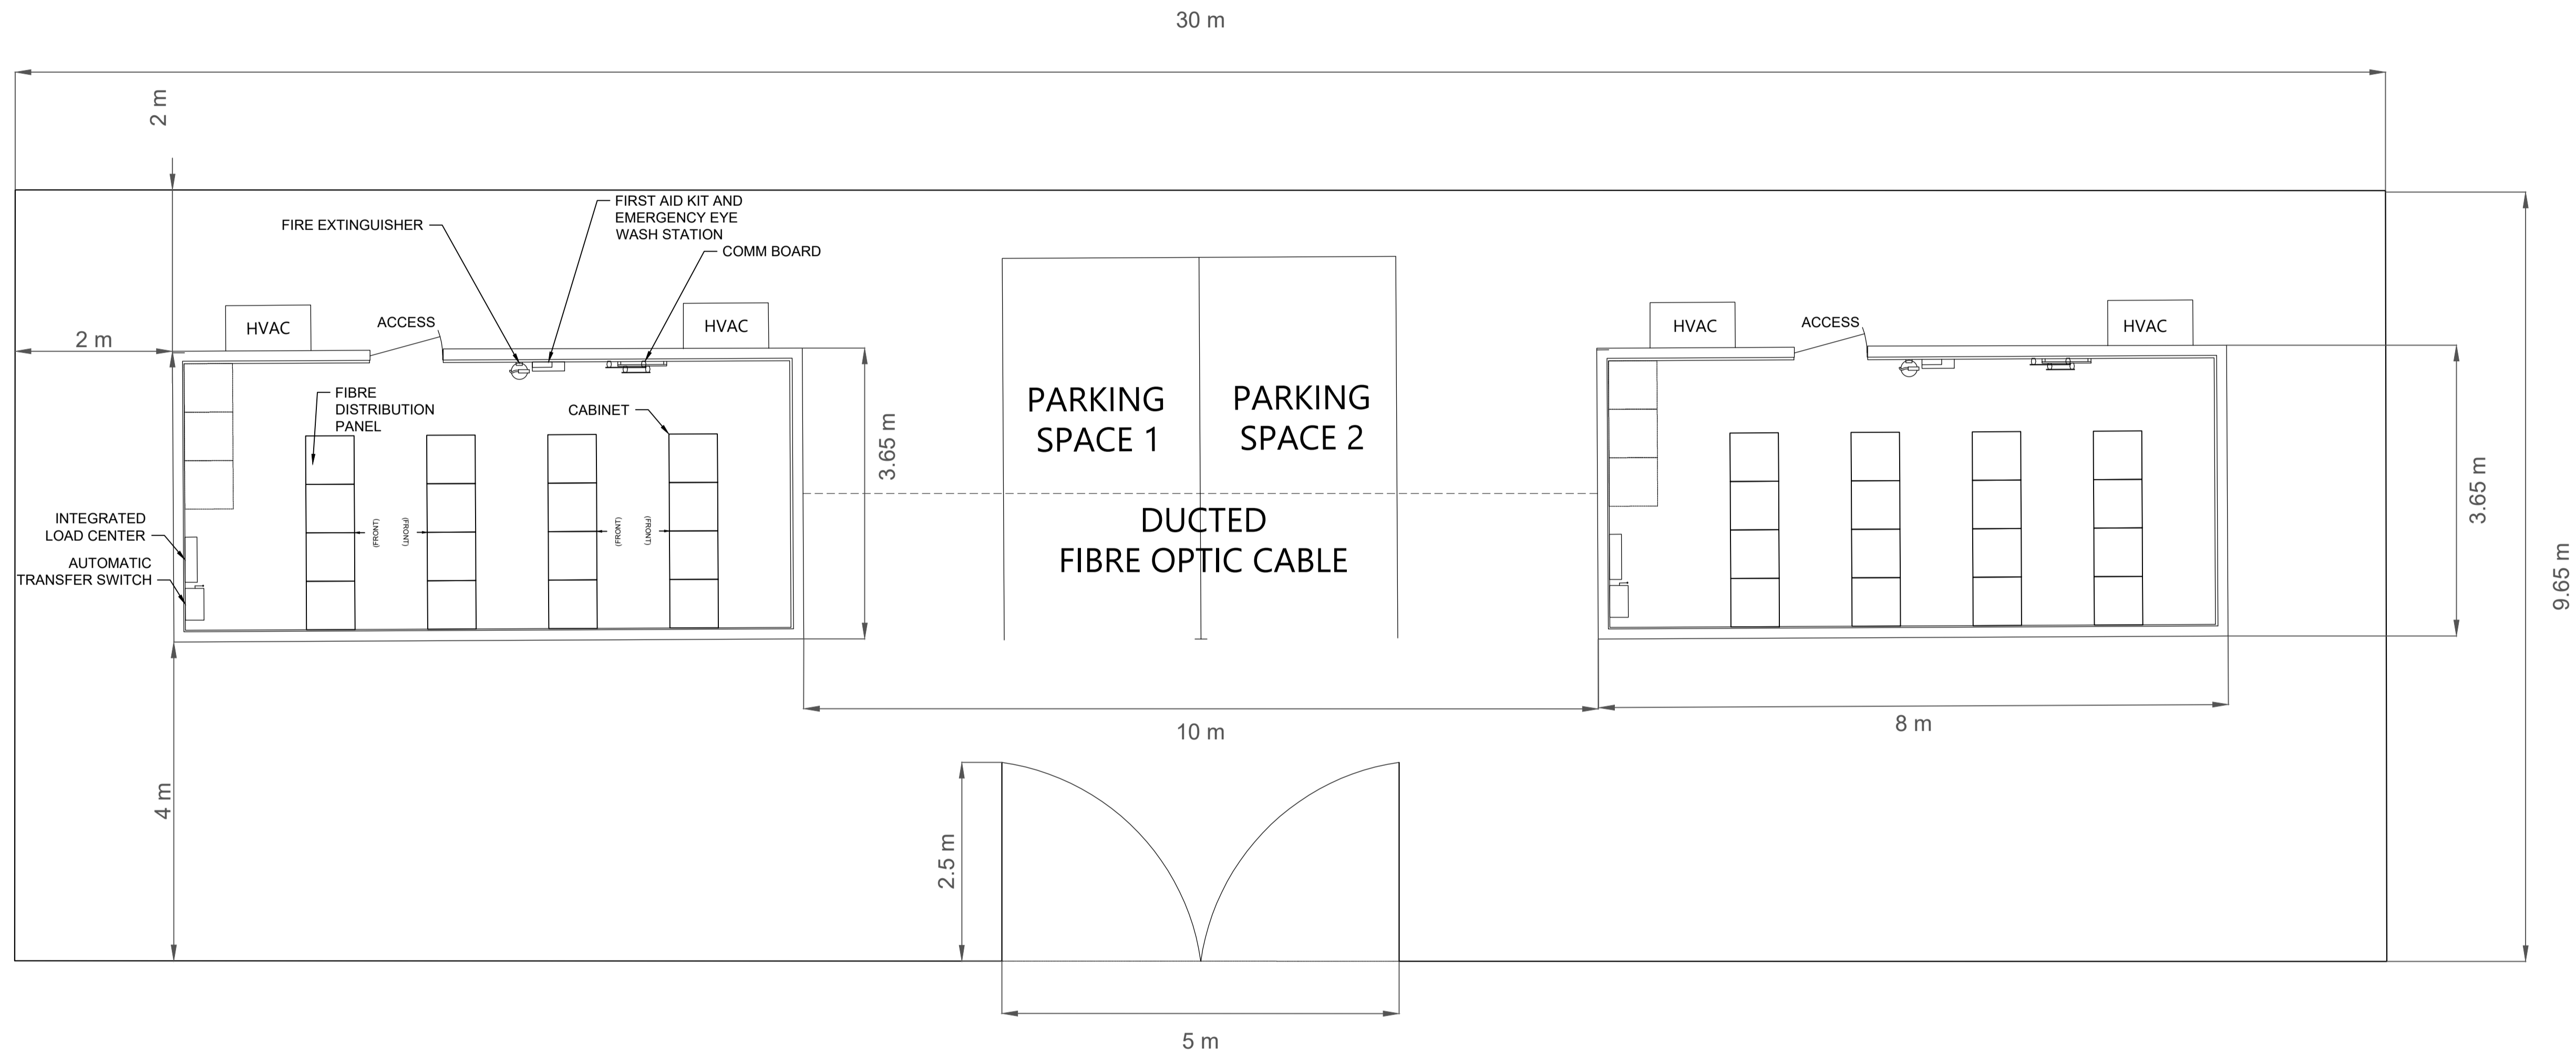 30 m
2 m
FIRST AID KIT AND
EMERGENCY EYE
WASH STATION
FIRE EXTINGUISHER
COMM BOARD
HVAC
ACCESS
HVAC
HVAC
ACCESS
HVAC
2 m
FIBRE
DISTRIBUTION
PANEL
CABINET
3.65 m
PARKING
SPACE 1
PARKING
SPACE 2
3.65 m
INTEGRATED
LOAD CENTER
AUTOMATIC
TRANSFER SWITCH
(FRONT)
(FRONT)
(FRONT)
(FRONT)
DUCTED
FIBRE OPTIC CABLE
9.65 m
10 m
8 m
4 m
2.5 m
5 m